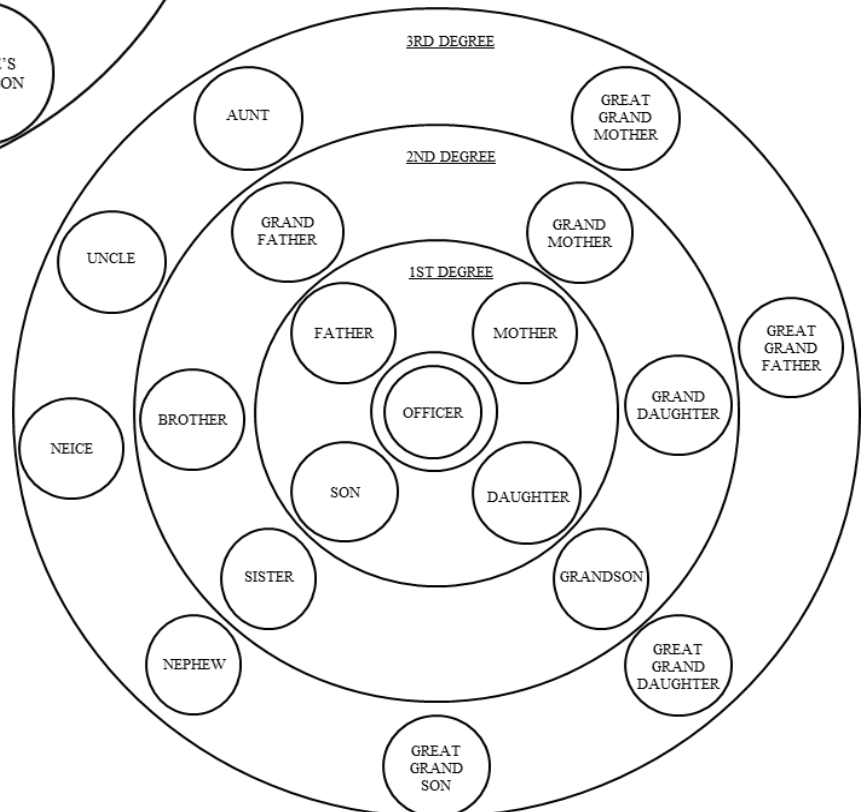 'S
ON
3RD DEGREE
AUNT
GREAT
GRAND
MOTHER
2ND DEGREE
GRAND
FATHER
GRAND
MOTHER
UNCLE
1ST DEGREE
FATHER
MOTHER
GREAT
GRAND
FATHER
BROTHER
OFFICER
GRAND
DAUGHTER
NEICE
SON
DAUGHTER
SISTER
GRANDSON
NEPHEW
GREAT
GRAND
DAUGHTER
GREAT
GRAND
SON